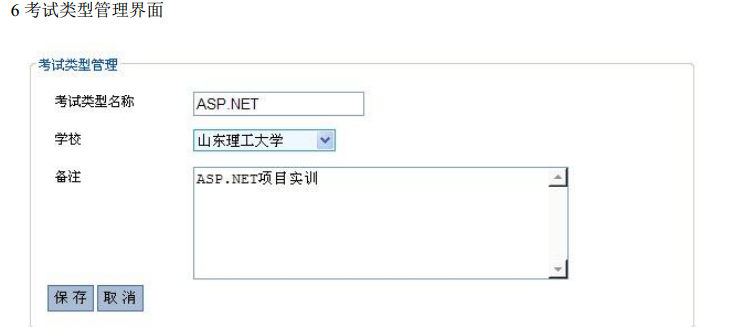 6 考试类型管理界面
考试类型管理
考试类型名称 ASP.NET
学校 山东理工大学
备注 ASP.NET项目实训
保存 取消